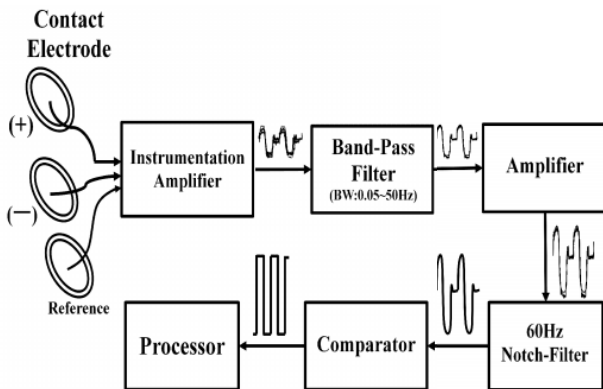 Contact
Electrode
(+)
(—)
Reference
Instrumentation
Amplifier
Band-Pass
Filter
(BW:0.05~50Hz)
Amplifier
60Hz
Notch-Filter
Comparator
Processor